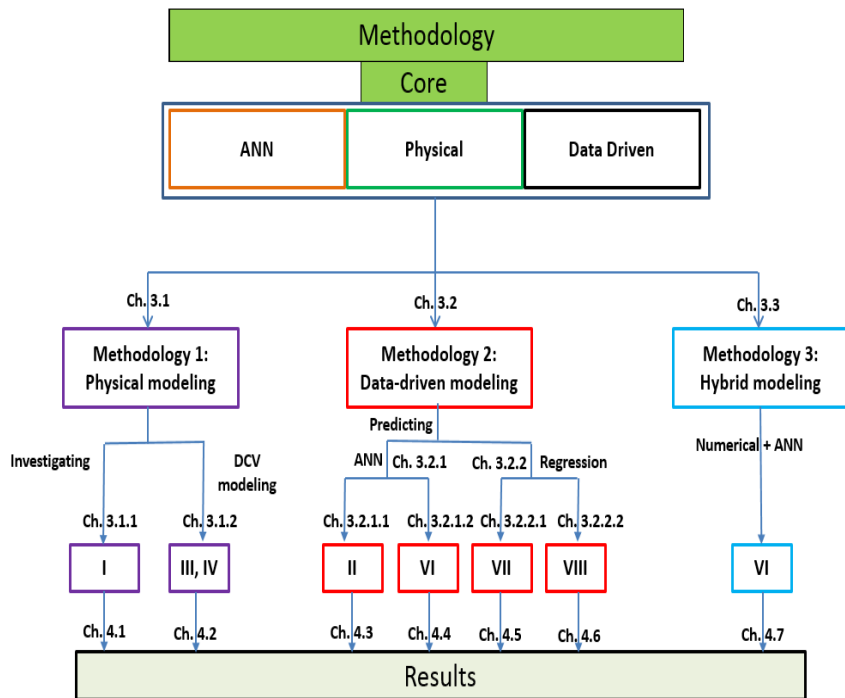 Methodology
Core
ANN
Physical
Data Driven
Ch. 3.1
Ch. 3.2
Ch. 3.3
Methodology 1:
Physical modeling
Methodology 2:
Data-driven modeling
Methodology 3:
Hybrid modeling
Predicting
Investigating
DCV
modeling
ANN
Ch. 3.2.1
Ch. 3.2.2
Regression
Numerical + ANN
Ch. 3.1.1
Ch. 3.1.2
Ch. 3.2.1.1
Ch. 3.2.1.2
Ch. 3.2.2.1
Ch. 3.2.2.2
I
III, IV
II
VI
VII
VIII
VI
Ch. 4.1
Ch. 4.2
Ch. 4.3
Ch. 4.4
Ch. 4.5
Ch. 4.6
Ch. 4.7
Results